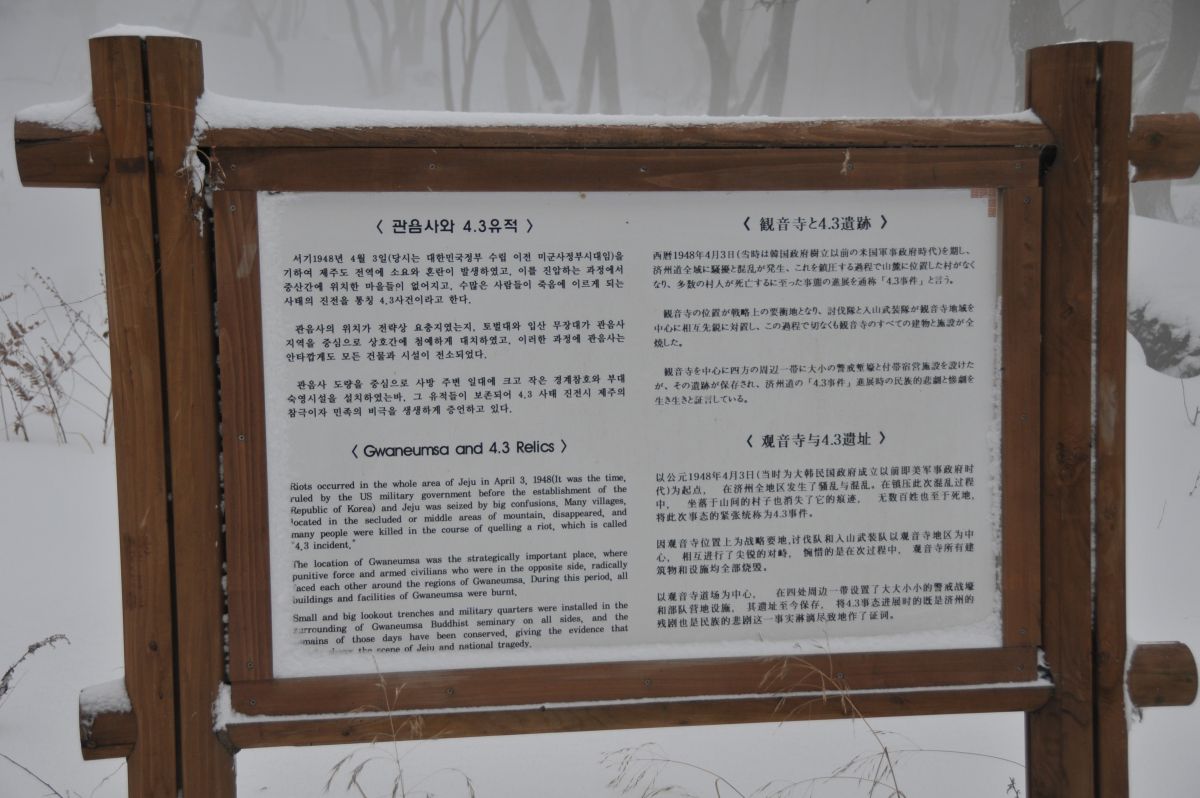 〈 관음사와 4.3유적 〉
서기1948년 4월 3일(당시는 대한민국정부 수립 이전 미군사정부시대임)을
기하여 제주도 전역에 소요와 혼란이 발생하였고, 이를 진압하는 과정에서
중산간에 위치한 마을들이 없어지고, 수많은 사람들이 죽음에 이르게 되는
사태의 진전을 통칭 4.3사건이라고 한다.
관음사의 위치가 전략상 요충지였는지, 토벌대와 입산 무장대가 관음사
지역을 중심으로 상호간에 첨예하게 대치하였고, 이러한 과정에 관음사는
안타깝게도 모든 건물과 시설이 전소되었다.
관음사 도량을 중심으로 사방 주변 일대에 크고 작은 경계참호와 부대
숙영시설을 설치하였는바, 그 유적들이 보존되어 4.3 사태 진전시 제주의
참극이자 민족의 비극을 생생하게 증언하고 있다.
〈 Gwaneumsa and 4.3 Relics 〉
Riots occurred in the whole area of Jeju in April 3, 1948(It was the time,
ruled by the US military government before the establishment of the
Republic of Korea) and Jeju was seized by big confusions. Many villages,
located in the secluded or middle areas of mountain, disappeared, and
many people were killed in the course of quelling a riot, which is called
"4.3 incident."
The location of Gwaneumsa was the strategically important place, where
punitive force and armed civilians who were in the opposite side, radically
faced each other around the regions of Gwaneumsa. During this period, all
buildings and facilities of Gwaneumsa were burnt.
Small and big lookout trenches and military quarters were installed in the
surrounding of Gwaneumsa Buddhist seminary on all sides, and the
remains of those days have been conserved, giving the evidence that
the scene of Jeju and national tragedy.
〈 観音寺と4.3遺跡 〉
西暦1948年4月3日(当時は韓国政府樹立以前の米国軍事政府時代)を期し、
済州道全域に騒擾と混乱が発生、これを鎮圧する過程で山麓に位置した村がなく
なり、多数の村人が死亡するに至った事態の進展を通称「4.3事件」と言う。
観音寺の位置が戦略上の要衝地となり、討伐隊と入山武装隊が観音寺地域を
中心に相互先鋭に対置し、この過程で切なくも観音寺のすべての建物と施設が全
焼した。
観音寺を中心に四方の周辺一帯に大小の警戒塹壕と付帯宿営施設を設けた
が、その遺跡が保存され、済州道の「4.3事件」進展時の民族的悲劇と惨劇を
生き生きと証言している。
〈 观音寺与4.3遗址 〉
以公元1948年4月3日(当时为大韩民国政府成立以前即美军事政府时
代)为起点， 在济州全地区发生了骚乱与混乱。在镇压此次混乱过程
中， 坐落于山间的村子也消失了它的痕迹， 无数百姓也至于死地,
将此次事态的紧张统称为4.3事件。
因观音寺位置上为战略要地,讨伐队和入山武装队以观音寺地区为中
心， 相互进行了尖锐的对峙， 惋惜的是在次过程中， 观音寺所有建
筑物和设施均全部烧毁。
以观音寺道场为中心， 在四处周边一带设置了大大小小的警戒战壕
和部队营地设施， 其遗址至今保存， 将4.3事态进展时的既是济州的
残剧也是民族的悲剧这一事实淋漓尽致地作了证词。